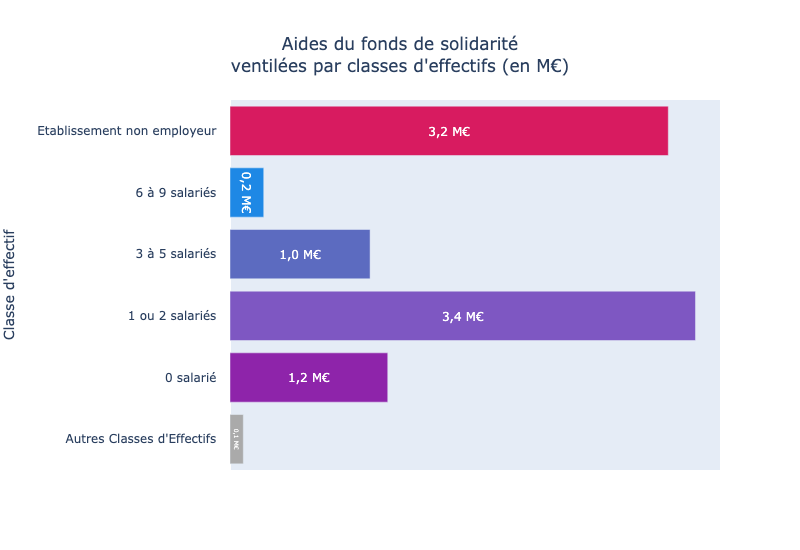 Aides du fonds de solidarité
ventilées par classes d'effectifs (en M€)
Classe d'effectif
Etablissement non employeur
3,2 M€
6 à 9 salariés
0,2 M€
3 à 5 salariés
1,0 M€
1 ou 2 salariés
3,4 M€
0 salarié
1,2 M€
Autres Classes d'Effectifs
0,1 M€